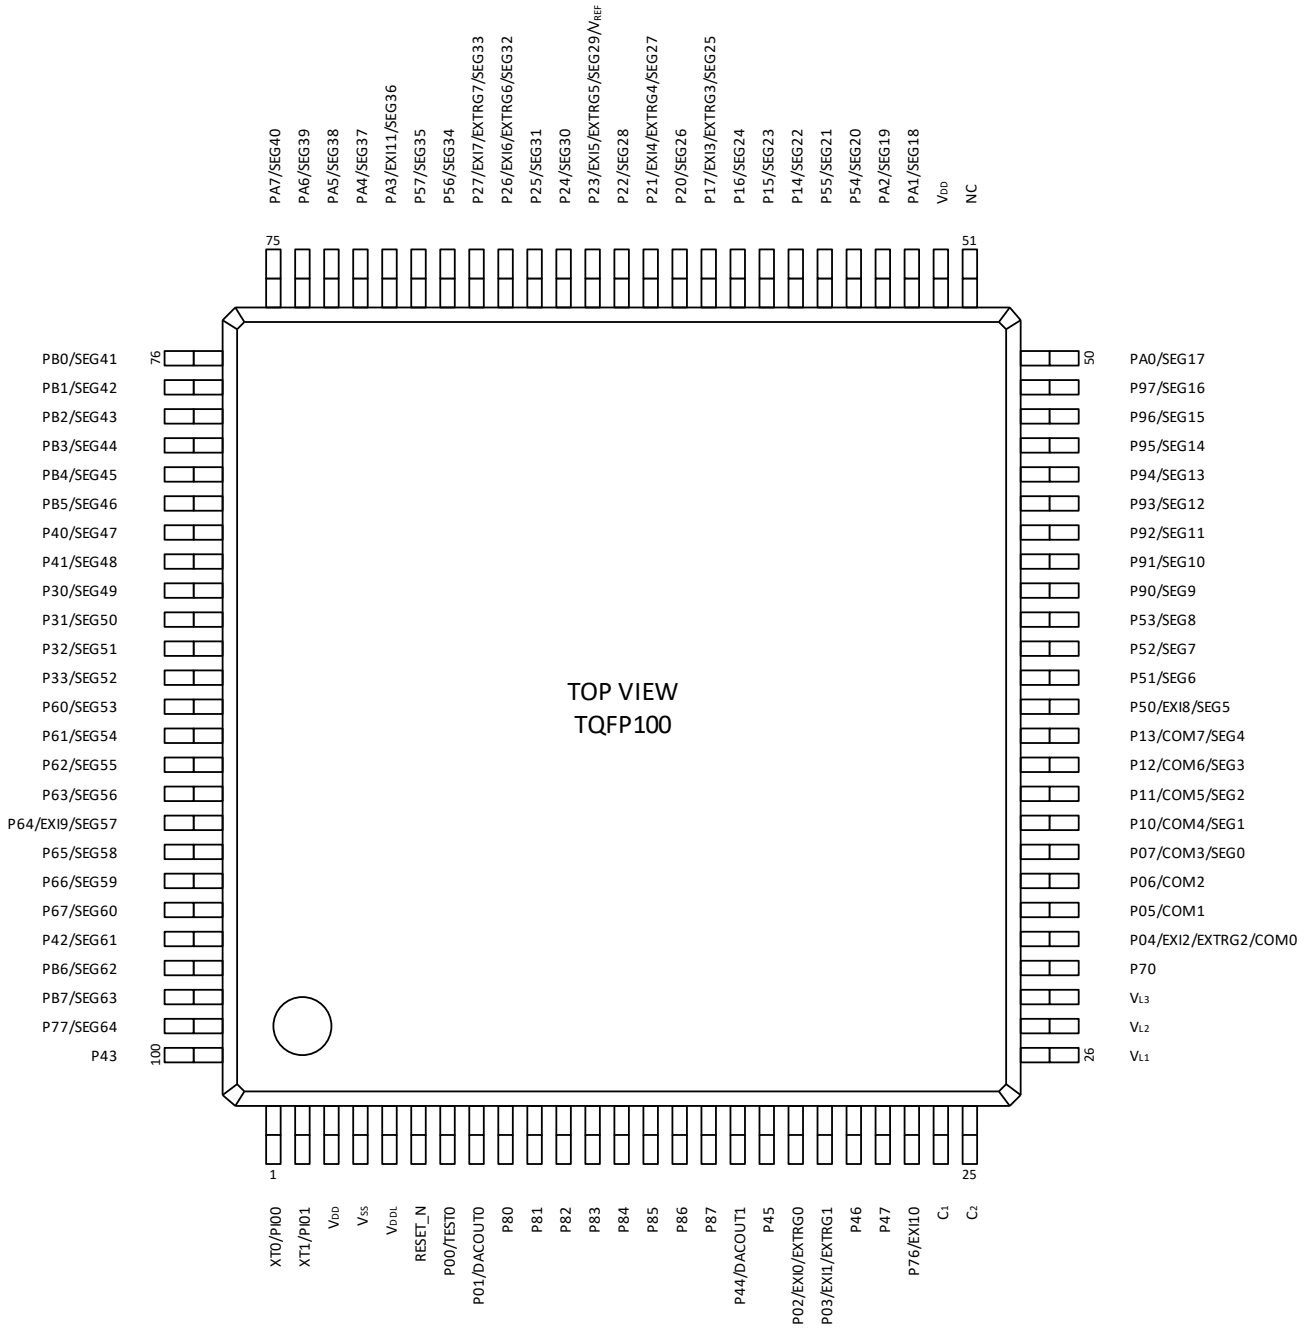 PA7/SEG40
PA6/SEG39
PA5/SEG38
PA4/SEG37
PA3/EXI11/SEG36
P57/SEG35
P56/SEG34
P27/EXI7/EXTRG7/SEG33
P26/EXI6/EXTRG6/SEG32
P25/SEG31
P24/SEG30
P23/EXI5/EXTRG5/SEG29/VREF
P22/SEG28
P21/EXI4/EXTRG4/SEG27
P20/SEG26
P17/EXI3/EXTRG3/SEG25
P16/SEG24
P15/SEG23
P14/SEG22
P55/SEG21
P54/SEG20
PA2/SEG19
PA1/SEG18
VDD
NC
75
51
PB0/SEG41
76
PB1/SEG42
PB2/SEG43
PB3/SEG44
PB4/SEG45
PB5/SEG46
P40/SEG47
P41/SEG48
P30/SEG49
P31/SEG50
P32/SEG51
P33/SEG52
P60/SEG53
P61/SEG54
P62/SEG55
P63/SEG56
P64/EXI9/SEG57
P65/SEG58
P66/SEG59
P67/SEG60
P42/SEG61
PB6/SEG62
PB7/SEG63
P77/SEG64
P43
100
TOP VIEW
TQFP100
50
PA0/SEG17
P97/SEG16
P96/SEG15
P95/SEG14
P94/SEG13
P93/SEG12
P92/SEG11
P91/SEG10
P90/SEG9
P53/SEG8
P52/SEG7
P51/SEG6
P50/EXI8/SEG5
P13/COM7/SEG4
P12/COM6/SEG3
P11/COM5/SEG2
P10/COM4/SEG1
P07/COM3/SEG0
P06/COM2
P05/COM1
P04/EXI2/EXTRG2/COM0
P70
VL3
VL2
26
VL1
1
25
XT0/PI00
XT1/PI01
VDD
VSS
VDDL
RESET_N
P00/TEST0
P01/DACOUT0
P80
P81
P82
P83
P84
P85
P86
P87
P44/DACOUT1
P45
P02/EXI0/EXTRG0
P03/EXI1/EXTRG1
P46
P47
P76/EXI10
C1
C2